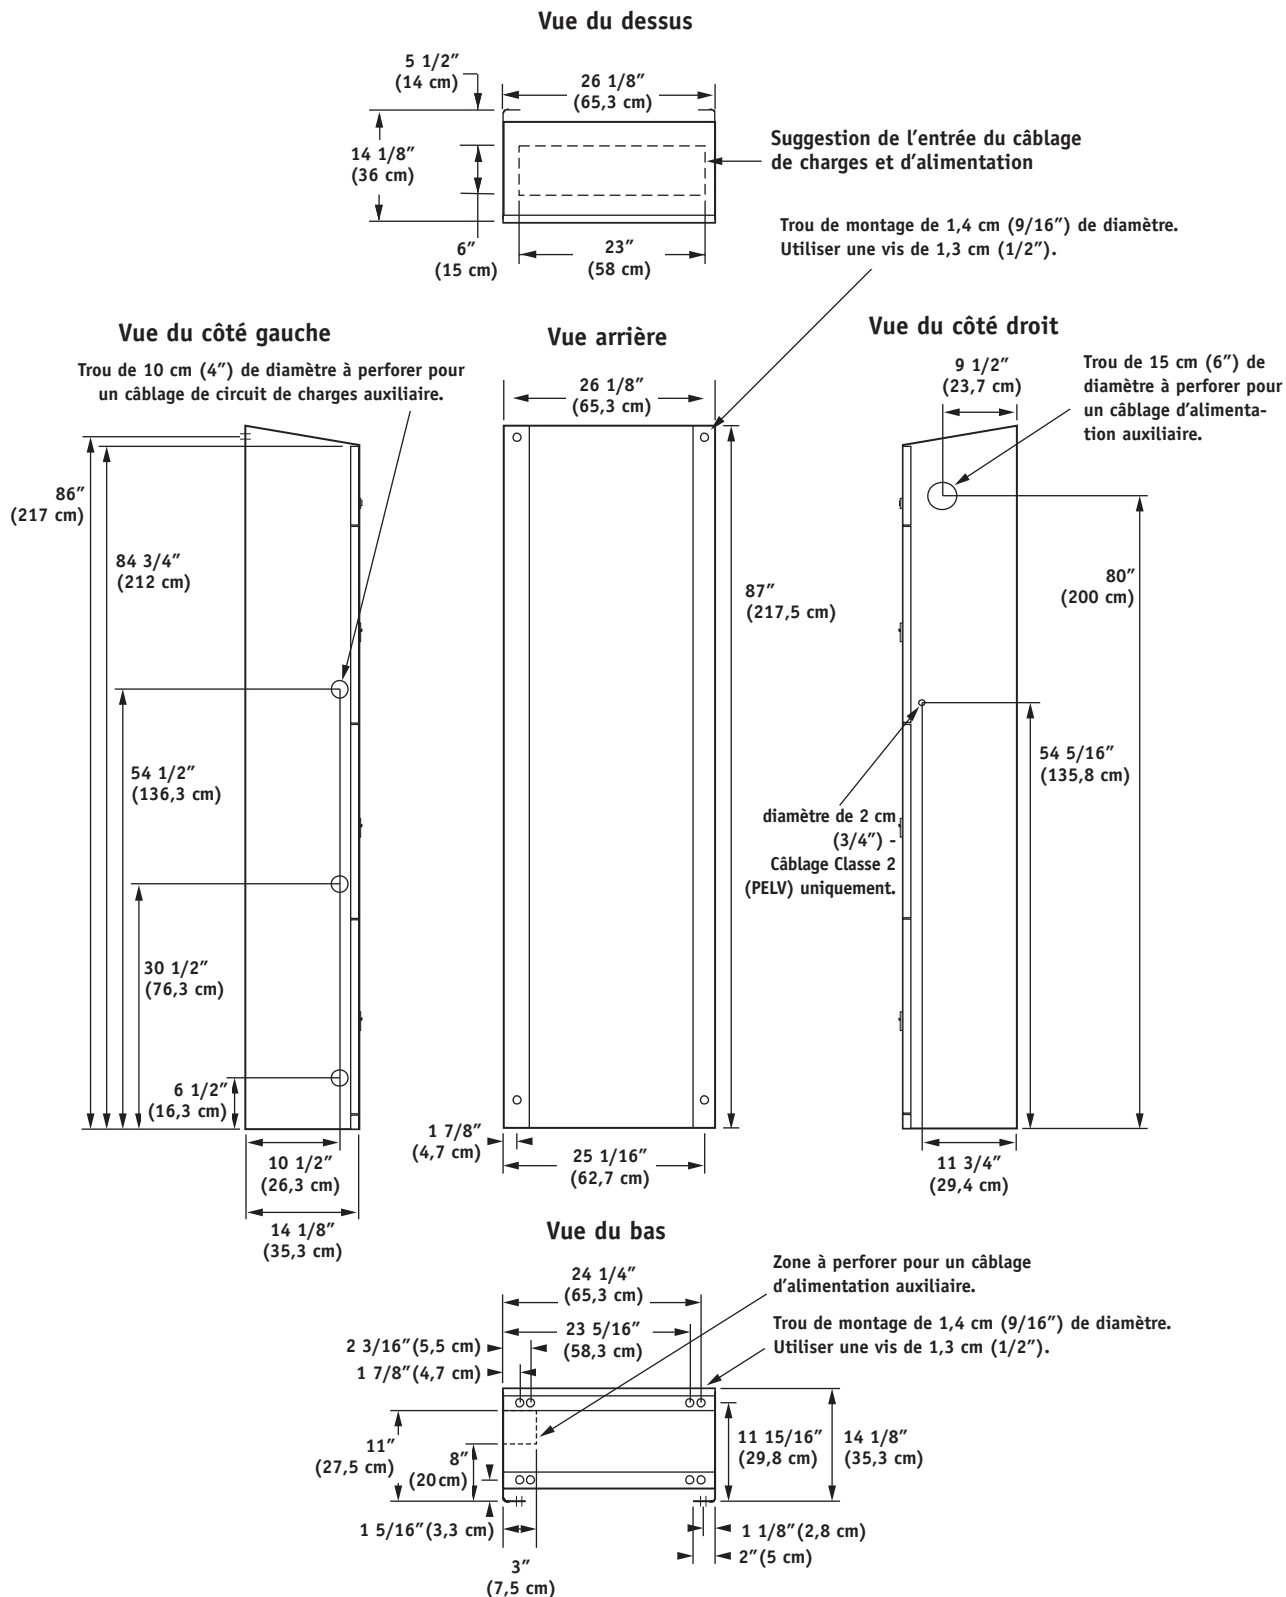 Vue du dessus
5 1/2″
(14 cm)
26 1/8″
(65,3 cm)
14 1/8″
(36 cm)
Suggestion de l’entrée du câblage
de charges et d’alimentation
6″
(15 cm)
23″
(58 cm)
Trou de montage de 1,4 cm (9/16″) de diamètre.
Utiliser une vis de 1,3 cm (1/2″).
Vue du côté gauche
Trou de 10 cm (4″) de diamètre à perforer pour
un câblage de circuit de charges auxiliaire.
86″
(217 cm)
84 3/4″
(212 cm)
54 1/2″
(136,3 cm)
30 1/2″
(76,3 cm)
6 1/2″
(16,3 cm)
10 1/2″
(26,3 cm)
14 1/8″
(35,3 cm)
Vue arrière
26 1/8″
(65,3 cm)
87″
(217,5 cm)
1 7/8″
(4,7 cm)
25 1/16″
(62,7 cm)
Vue du côté droit
9 1/2″
(23,7 cm)
Trou de 15 cm (6″) de
diamètre à perforer pour
un câblage d’alimenta-
tion auxiliaire.
80″
(200 cm)
54 5/16″
(135,8 cm)
diamètre de 2 cm
(3/4″) -
Câblage Classe 2
(PELV) uniquement.
11 3/4″
(29,4 cm)
Vue du bas
24 1/4″
(65,3 cm)
Zone à perforer pour un câblage
d’alimentation auxiliaire.
23 5/16″
(58,3 cm)
Trou de montage de 1,4 cm (9/16″) de diamètre.
Utiliser une vis de 1,3 cm (1/2″).
2 3/16″(5,5 cm)
1 7/8″(4,7 cm)
11″
(27,5 cm)
8″
(20cm)
11 15/16″
(29,8 cm)
14 1/8″
(35,3 cm)
1 5/16″(3,3 cm)
1 1/8″(2,8 cm)
2″(5 cm)
3″
(7,5 cm)